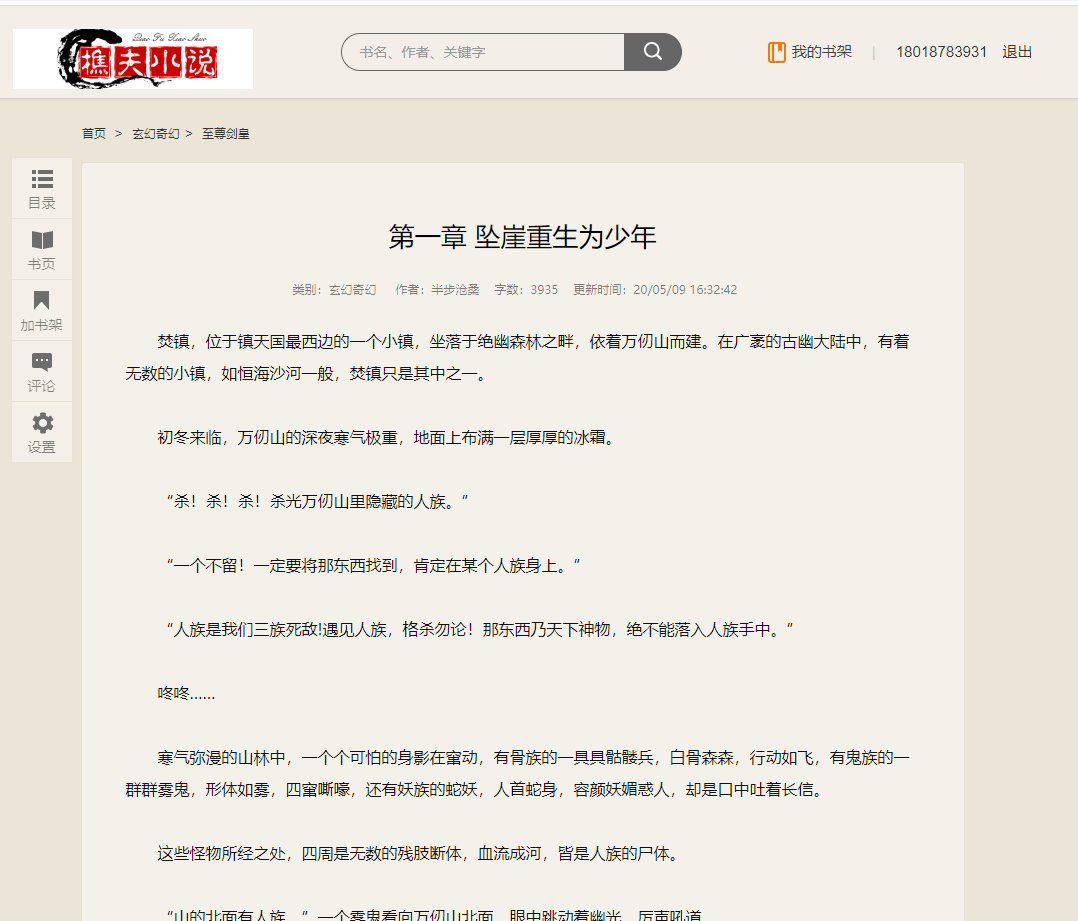 Qiao Fu Xiao Shuo
樵夫小说
书名、作者、关键字
我的书架 | 18018783931 退出
首页 > 玄幻奇幻 > 至尊剑皇
目录
书页
加书架
评论
设置
第一章 坠崖重生为少年
类别：玄幻奇幻 作者：半步沧桑 字数：3935 更新时间：20/05/09 16:32:42
焚镇，位于镇天国最西边的一个小镇，坐落于绝幽森林之畔，依着万仞山而建。在广袤的古幽大陆中，有着
无数的小镇，如恒海沙河一般，焚镇只是其中之一。
初冬来临，万仞山的深夜寒气极重，地面上布满一层厚厚的冰霜。
“杀！杀！杀！杀光万仞山里隐藏的人族。”
“一个不留！一定要将那东西找到，肯定在某个人族身上。”
“人族是我们三族死敌!遇见人族，格杀勿论！那东西乃天下神物，绝不能落入人族手中。”
咚咚……
寒气弥漫的山林中，一个个可怕的身影在窜动，有骨族的一具具骷髅兵，白骨森森，行动如飞，有鬼族的一
群群雾鬼，形体如雾，四窜嘶嚎，还有妖族的蛇妖，人首蛇身，容颜妖媚惑人，却是口中吐着长信。
这些怪物所经之处，四周是无数的残肢断体，血流成河，皆是人族的尸体。
“山的北面有人族。”一个雾鬼看向万仞山北面，眼中跳动着幽光，厉声吼道